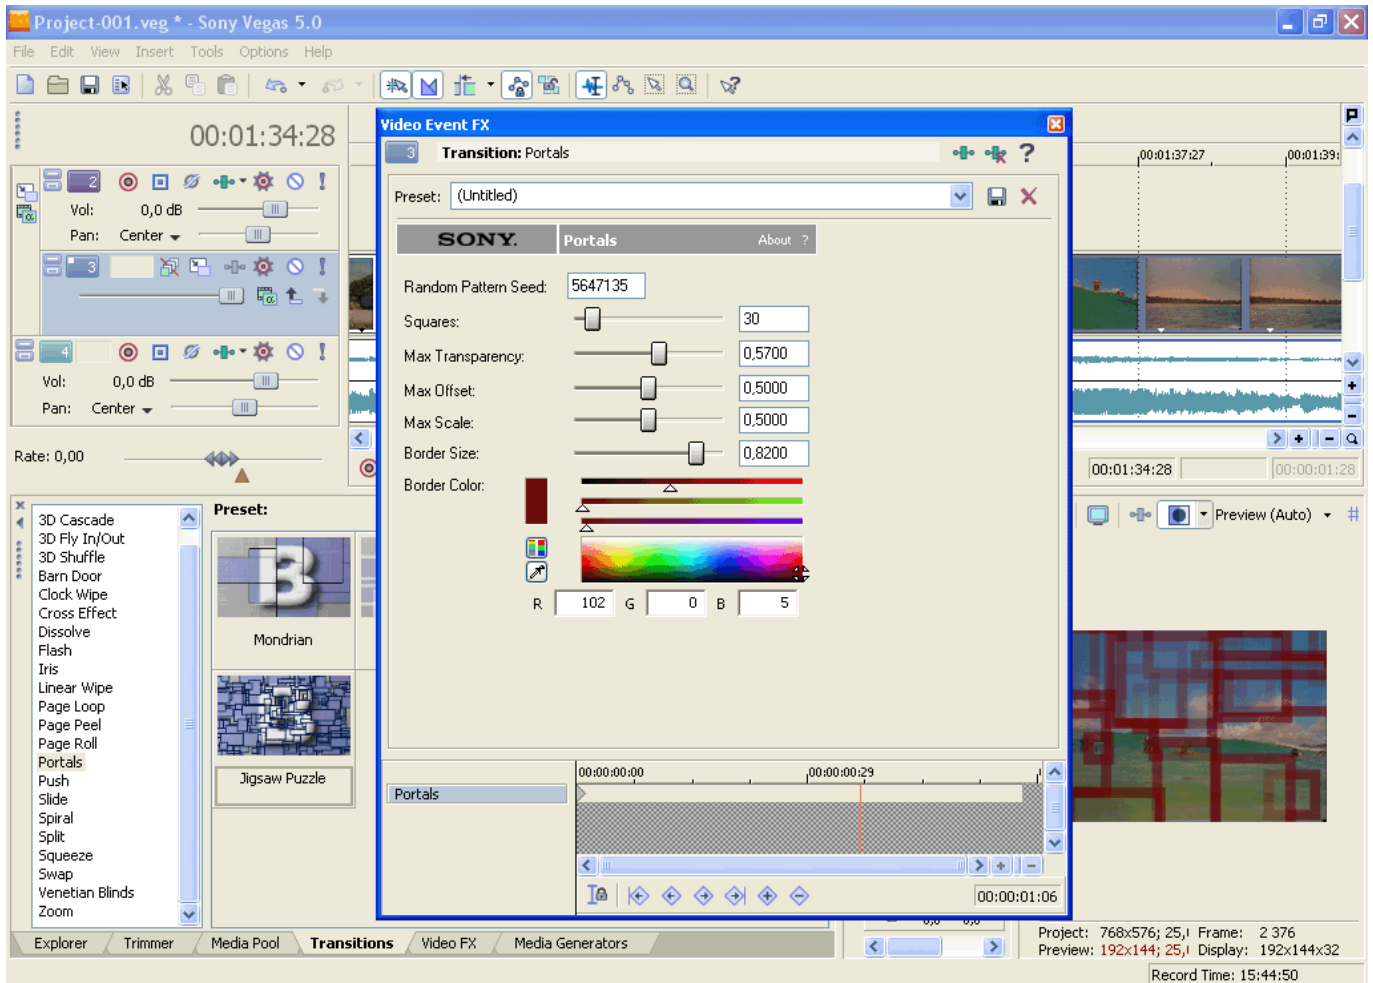 Project-001.veg * - Sony Vegas 5.0
File Edit View Insert Tools Options Help
00:01:34:28
Video Event FX
3 Transition: Portals
Preset: (Untitled)
SONY. Portals About ?
Random Pattern Seed: 5647135
Squares: 30
Max Transparency: 0,5700
Max Offset: 0,5000
Max Scale: 0,5000
Border Size: 0,8200
Border Color:
R 102 G 0 B 5
00:00:00:00 00:00:00:29
Portals
00:00:01:06
00:01:37:27 00:01:39:
2
Vol: 0,0 dB
Pan: Center
3
4
Vol: 0,0 dB
Pan: Center
Rate: 0,00
00:01:34:28 00:00:01:28
Preview (Auto)
3D Cascade
3D Fly In/Out
3D Shuffle
Barn Door
Clock Wipe
Cross Effect
Dissolve
Flash
Iris
Linear Wipe
Page Loop
Page Peel
Page Roll
Portals
Push
Slide
Spiral
Split
Squeeze
Swap
Venetian Blinds
Zoom
Preset:
B
Mondrian
B
Jigsaw Puzzle
Explorer Trimmer Media Pool Transitions Video FX Media Generators
Project: 768x576; 25, Frame: 2 376
Preview: 192x144; 25, Display: 192x144x32
Record Time: 15:44:50